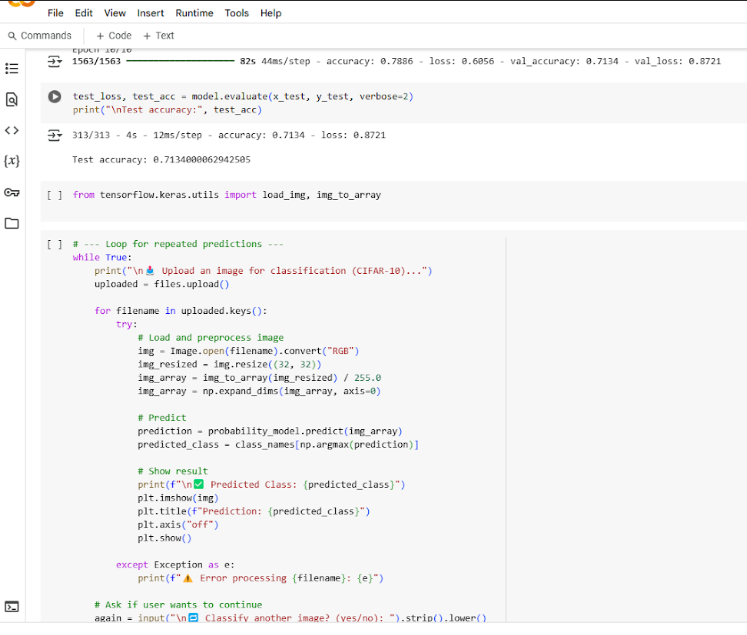 File Edit View Insert Runtime Tools Help
Commands + Code + Text
Epoch 10/10
1563/1563 82s 44ms/step - accuracy: 0.7886 - loss: 0.6056 - val_accuracy: 0.7134 - val_loss: 0.8721
test_loss, test_acc = model.evaluate(x_test, y_test, verbose=2)
print("\nTest accuracy:", test_acc)
313/313 - 4s - 12ms/step - accuracy: 0.7134 - loss: 0.8721
Test accuracy: 0.7134000062942505
[ ] from tensorflow.keras.utils import load_img, img_to_array
[ ] # --- Loop for repeated predictions ---
while True:
print("\n📤 Upload an image for classification (CIFAR-10)...")
uploaded = files.upload()
for filename in uploaded.keys():
try:
# Load and preprocess image
img = Image.open(filename).convert("RGB")
img_resized = img.resize((32, 32))
img_array = img_to_array(img_resized) / 255.0
img_array = np.expand_dims(img_array, axis=0)
# Predict
prediction = probability_model.predict(img_array)
predicted_class = class_names[np.argmax(prediction)]
# Show result
print(f"\n✅ Predicted Class: {predicted_class}")
plt.imshow(img)
plt.title(f"Prediction: {predicted_class}")
plt.axis("off")
plt.show()
except Exception as e:
print(f"⚠️ Error processing {filename}: {e}")
# Ask if user wants to continue
again = input("\n🔁 Classify another image? (yes/no): ").strip().lower()